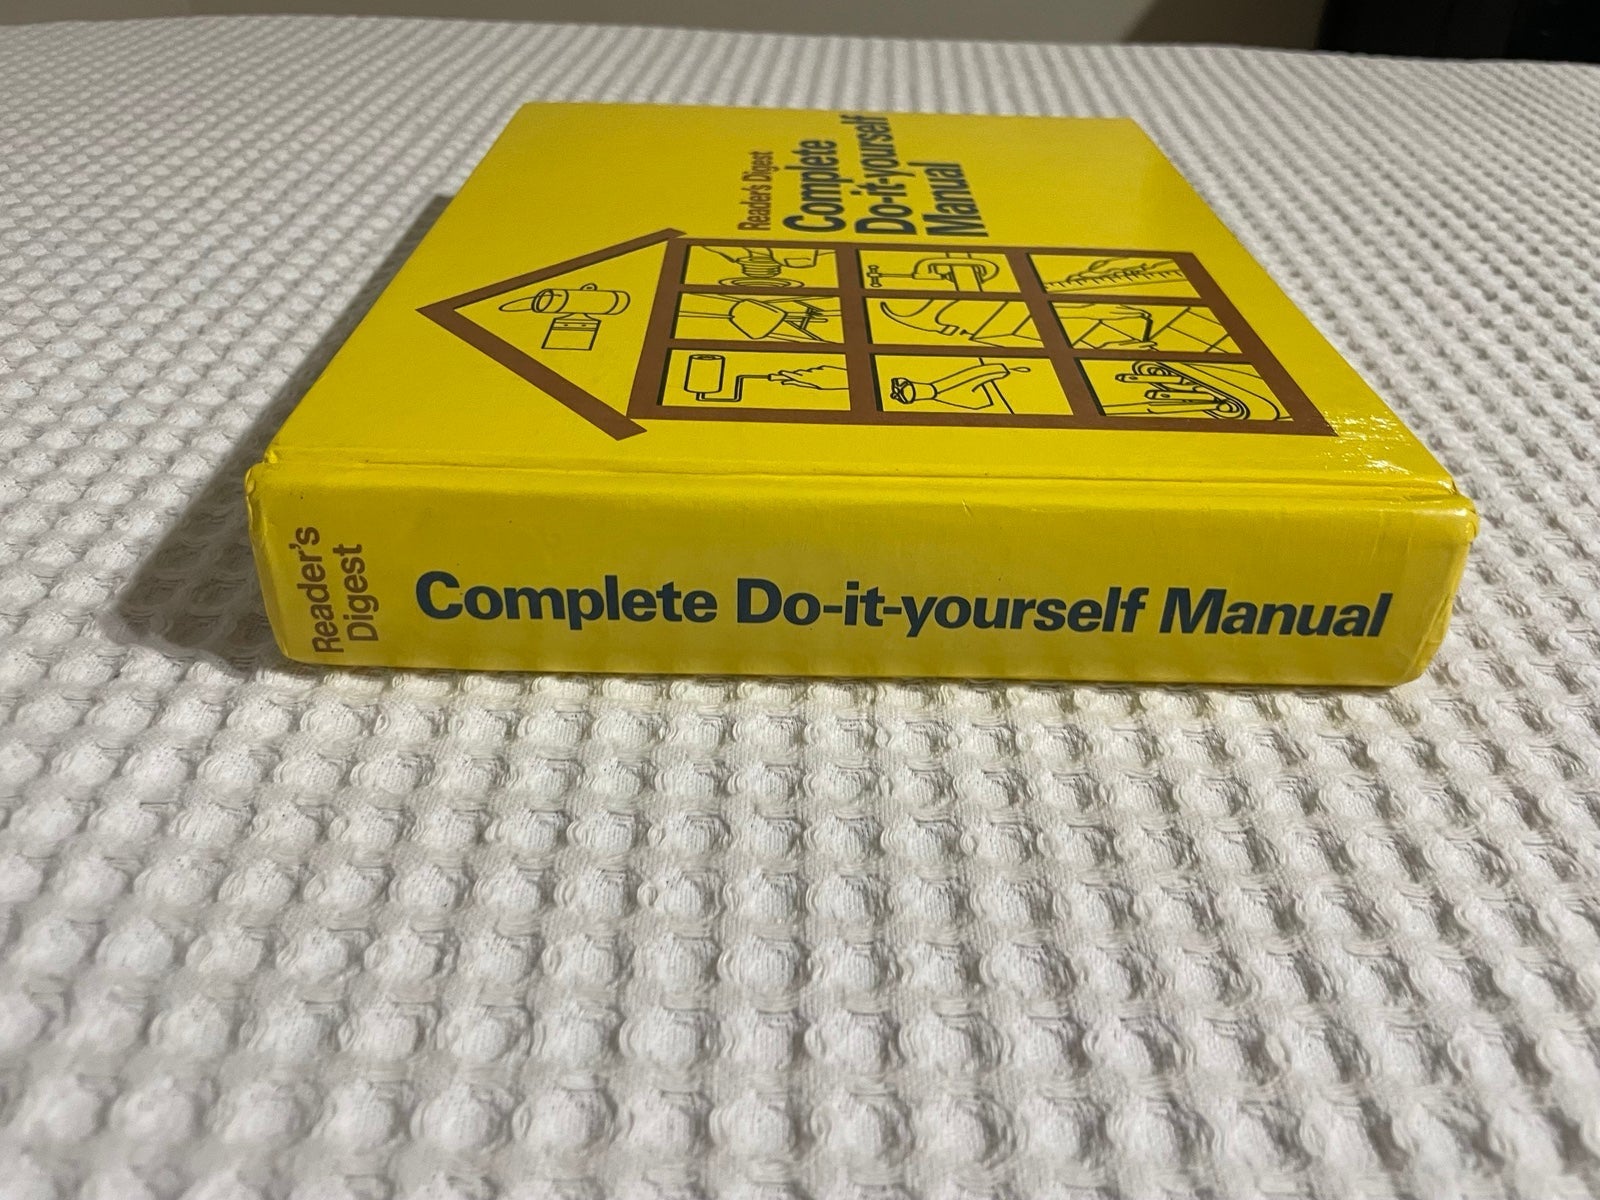 Reader's Digest
Complete
Do-it-yourself
Manual
Reader's
Digest
Complete Do-it-yourself Manual